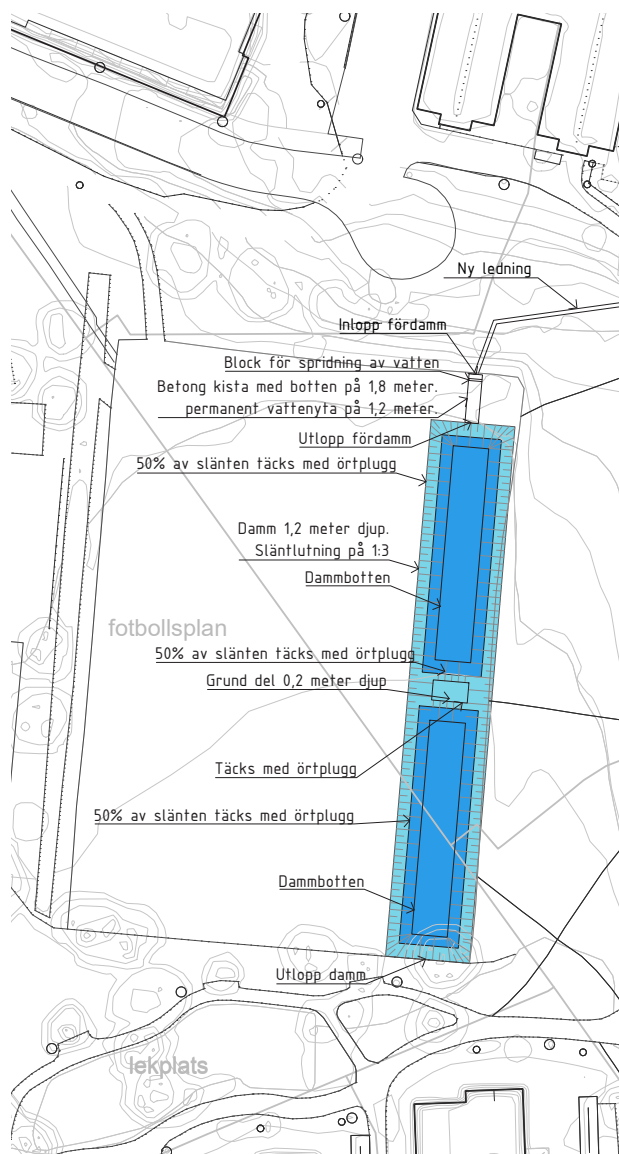 Ny ledning
Inlopp fördamm
Block för spridning av vatten
Betong kista med botten på 1,8 meter.
permanent vattenyta på 1,2 meter.
Utlopp fördamm
50% av slänten täcks med örtplugg
Damm 1,2 meter djup.
Släntlutning på 1:3
Dammbotten
fotbollsplan
50% av slänten täcks med örtplugg
Grund del 0,2 meter djup
Täcks med örtplugg
50% av slänten täcks med örtplugg
Dammbotten
Utlopp damm
lekplats